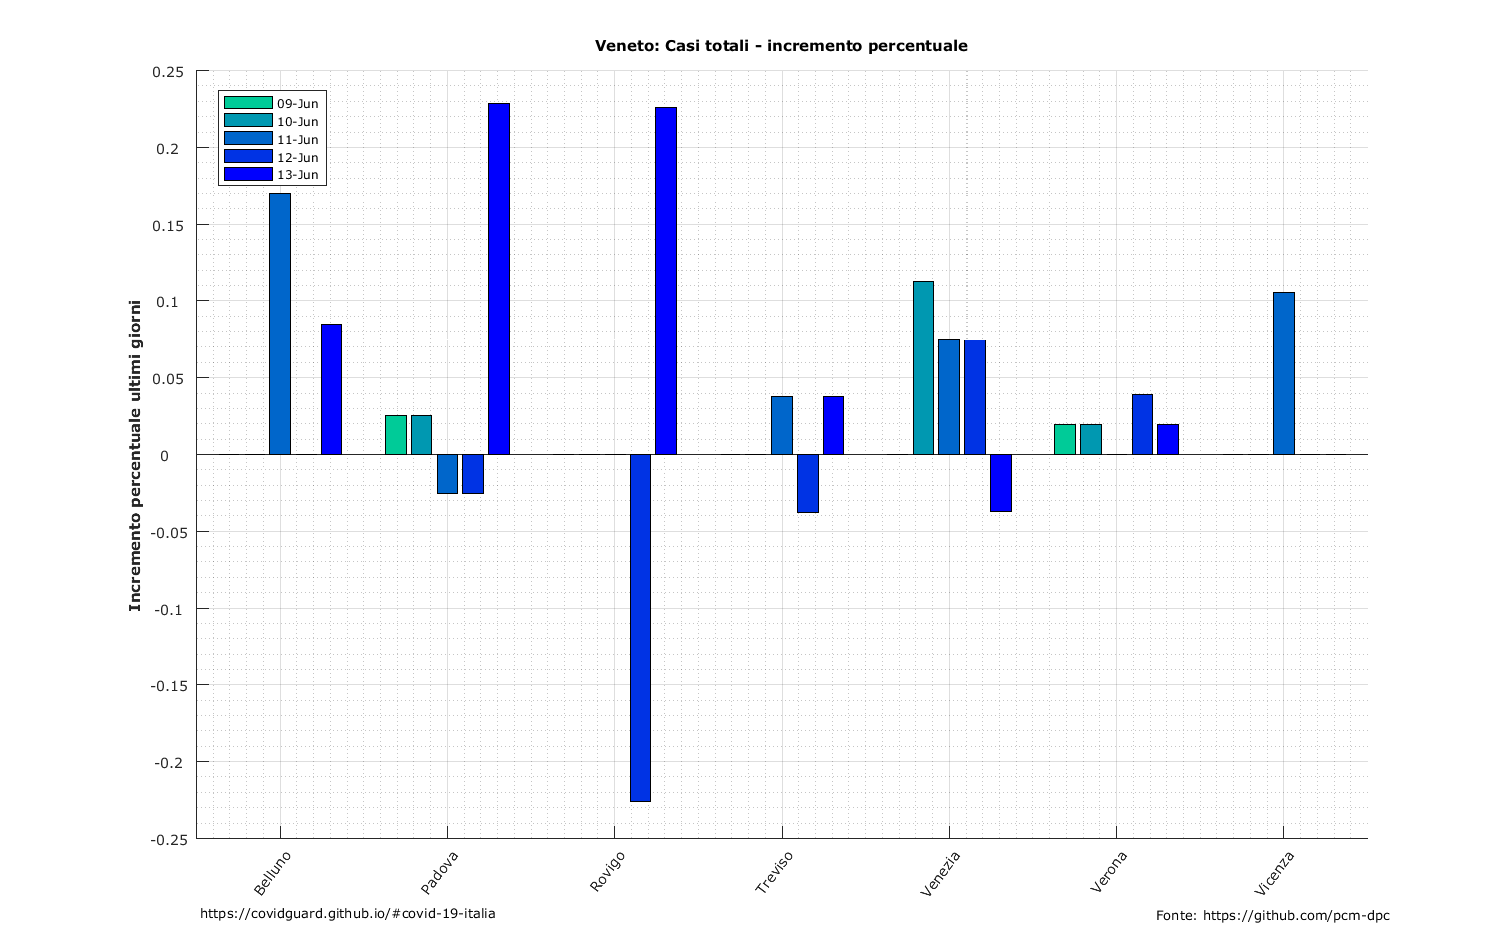 Veneto: Casi totali - incremento percentuale
Incremento percentuale ultimi giorni
0.25
0.2
0.15
0.1
0.05
0
-0.05
-0.1
-0.15
-0.2
-0.25
09-Jun
10-Jun
11-Jun
12-Jun
13-Jun
Belluno
Padova
Rovigo
Treviso
Venezia
Verona
Vicenza
https://covidguard.github.io/#covid-19-italia
Fonte: https://github.com/pcm-dpc